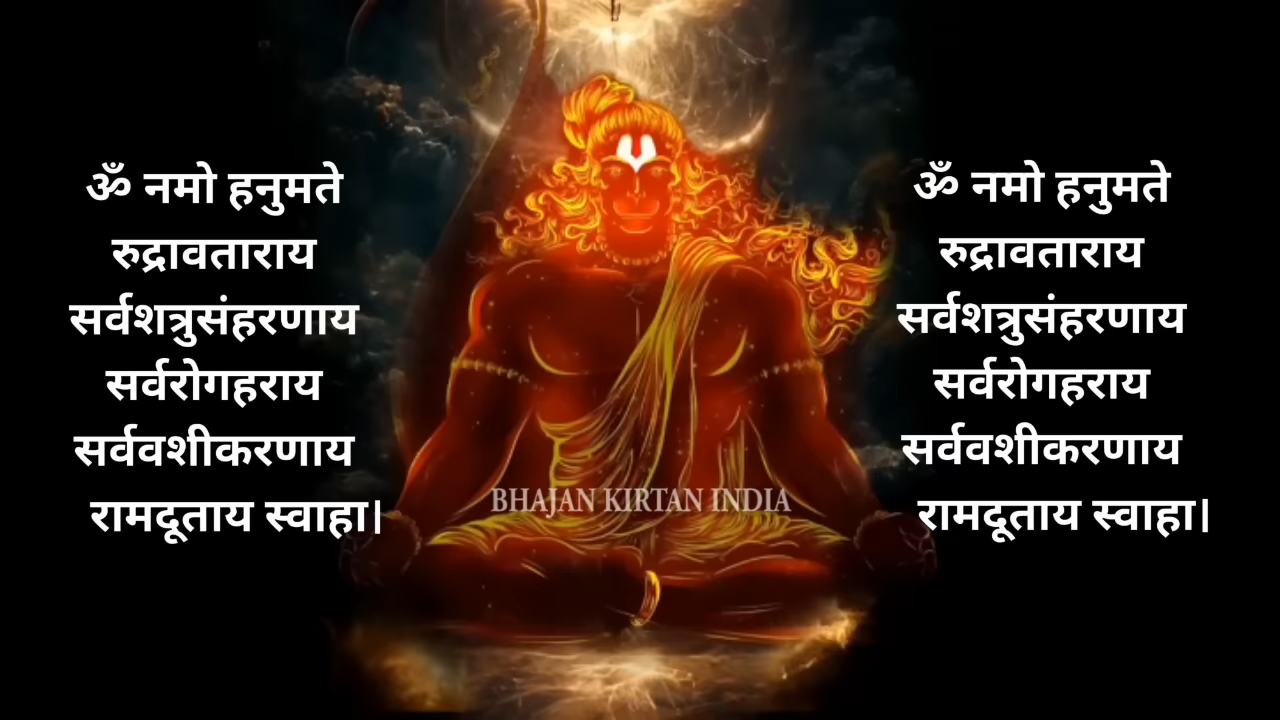 ॐ नमो हनुमते
रुद्रावताराय
सर्वशत्रुसंहरणाय
सर्वरोगहराय
सर्ववशीकरणाय
रामदूताय स्वाहा।
BHAJAN KIRTAN INDIA
ॐ नमो हनुमते
रुद्रावताराय
सर्वशत्रुसंहरणाय
सर्वरोगहराय
सर्ववशीकरणाय
रामदूताय स्वाहा।